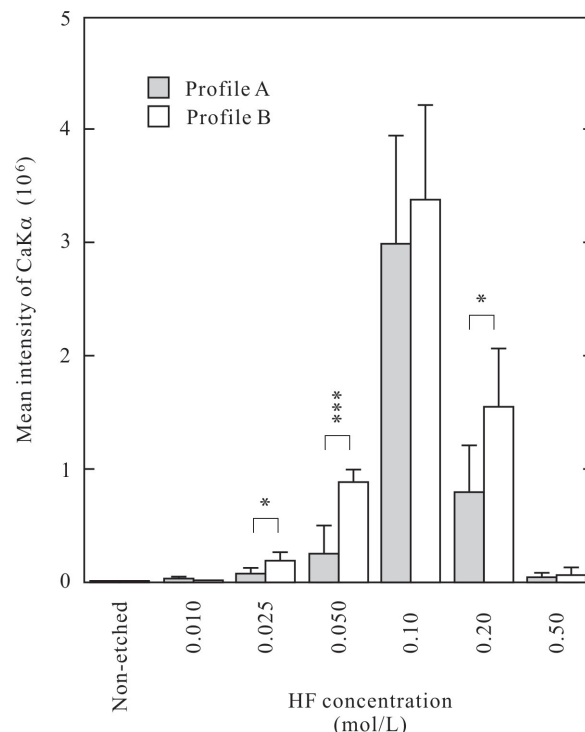 5
4
3
2
1
0
Mean intensity of CaKα (10⁶)
Profile A
Profile B
*
***
*
Non-etched
0.010
0.025
0.050
0.10
0.20
0.50
HF concentration
(mol/L)